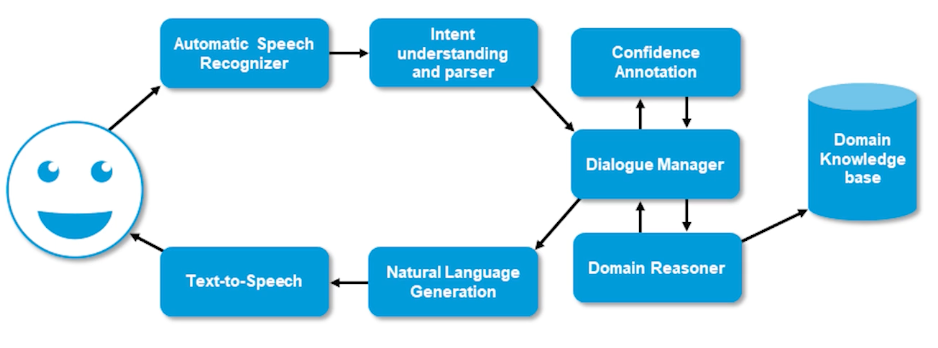 Automatic Speech
Recognizer
Intent
understanding
and parser
Confidence
Annotation
Domain
Knowledge
base
Dialogue Manager
Domain Reasoner
Natural Language
Generation
Text-to-Speech